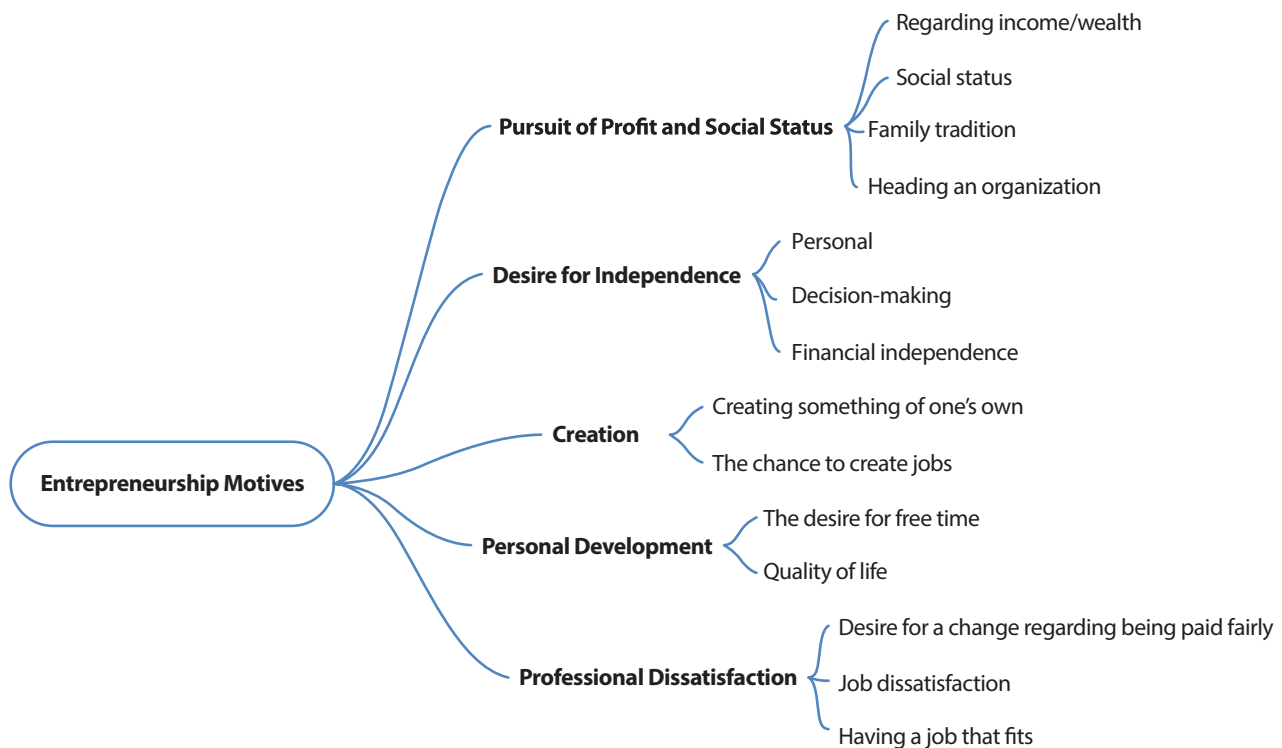 Entrepreneurship Motives
Pursuit of Profit and Social Status
Regarding income/wealth
Social status
Family tradition
Heading an organization
Desire for Independence
Personal
Decision-making
Financial independence
Creation
Creating something of one’s own
The chance to create jobs
Personal Development
The desire for free time
Quality of life
Professional Dissatisfaction
Desire for a change regarding being paid fairly
Job dissatisfaction
Having a job that fits